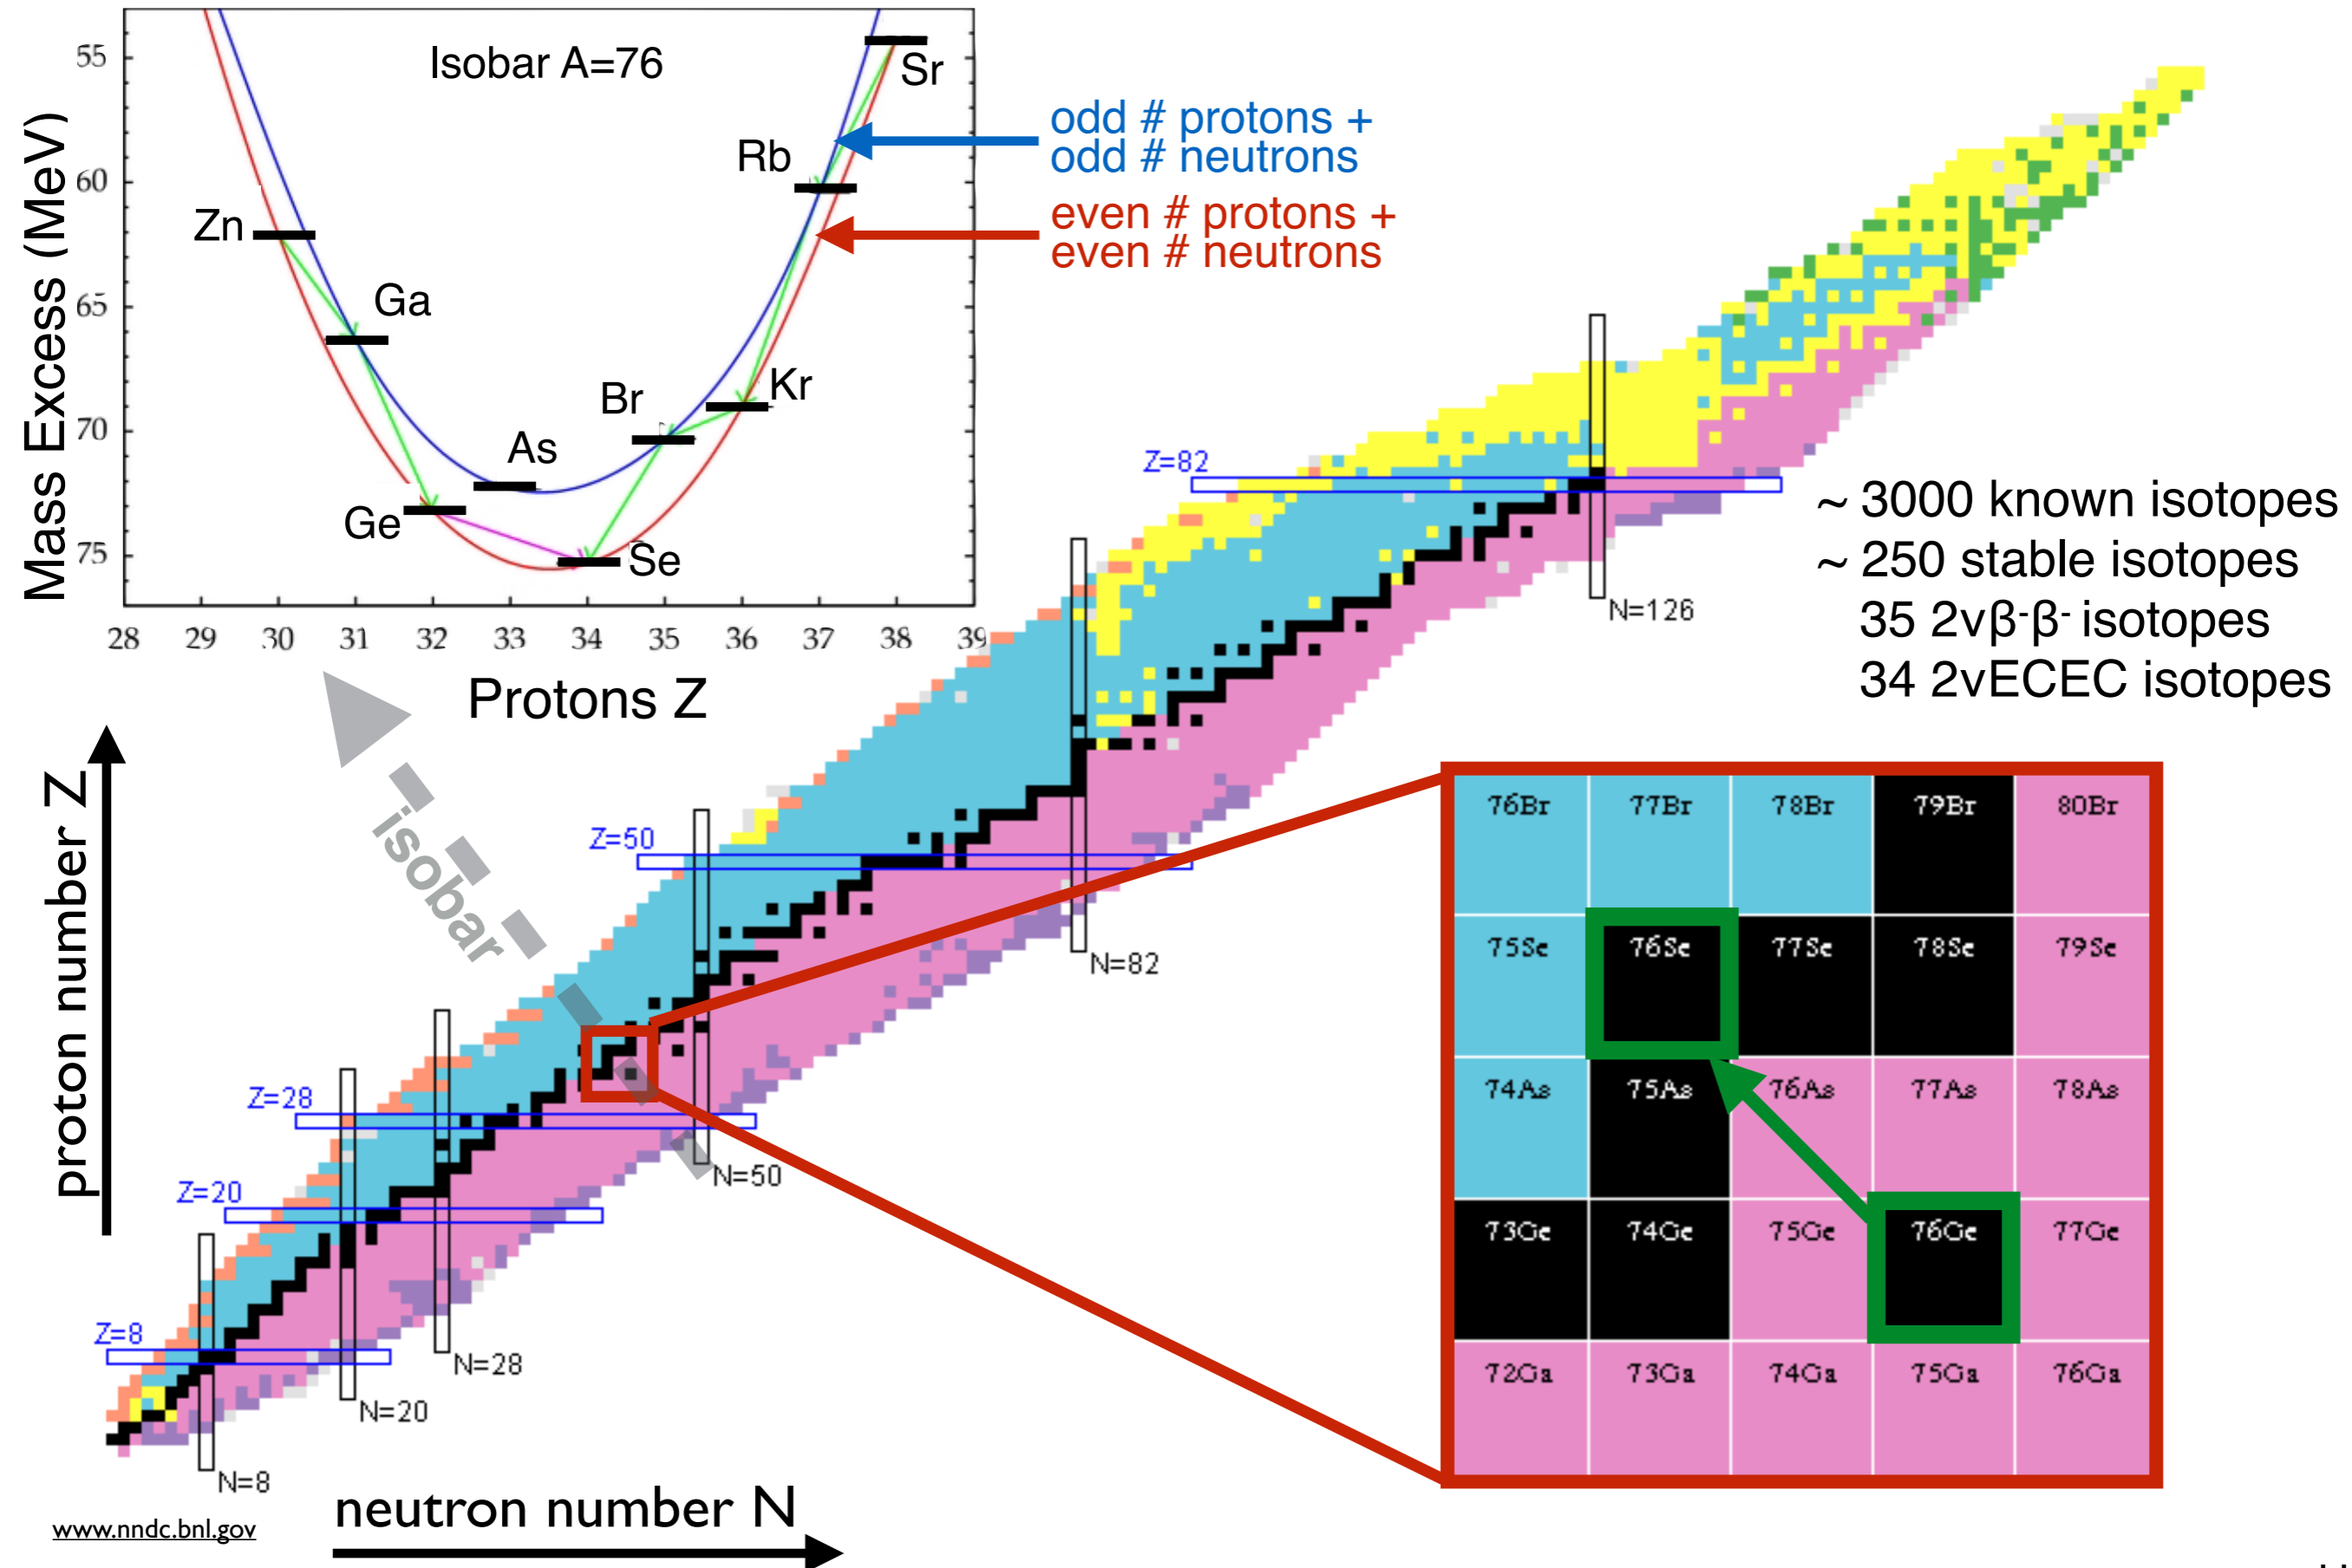 Isobar A=76
Mass Excess (MeV)
55
60
65
70
75
Zn
Ga
Ge
As
Br
Se
Kr
Rb
Sr
28 29 30 31 32 33 34 35 36 37 38 39
Protons Z
odd # protons +
odd # neutrons
even # protons +
even # neutrons
~ 3000 known isotopes
~ 250 stable isotopes
35 2νβ-β- isotopes
34 2νECEC isotopes
isobar
proton number Z
Z=82
N=126
Z=50
N=82
Z=28
N=50
Z=20
N=28
Z=8
N=20
N=8
76Br 77Br 78Br 79Br 80Br
75Se 76Se 77Se 78Se 79Se
74As 75As 76As 77As 78As
73Ge 74Ge 75Ge 76Ge 77Ge
72Ga 73Ga 74Ga 75Ga 76Ga
neutron number N
www.nndc.bnl.gov